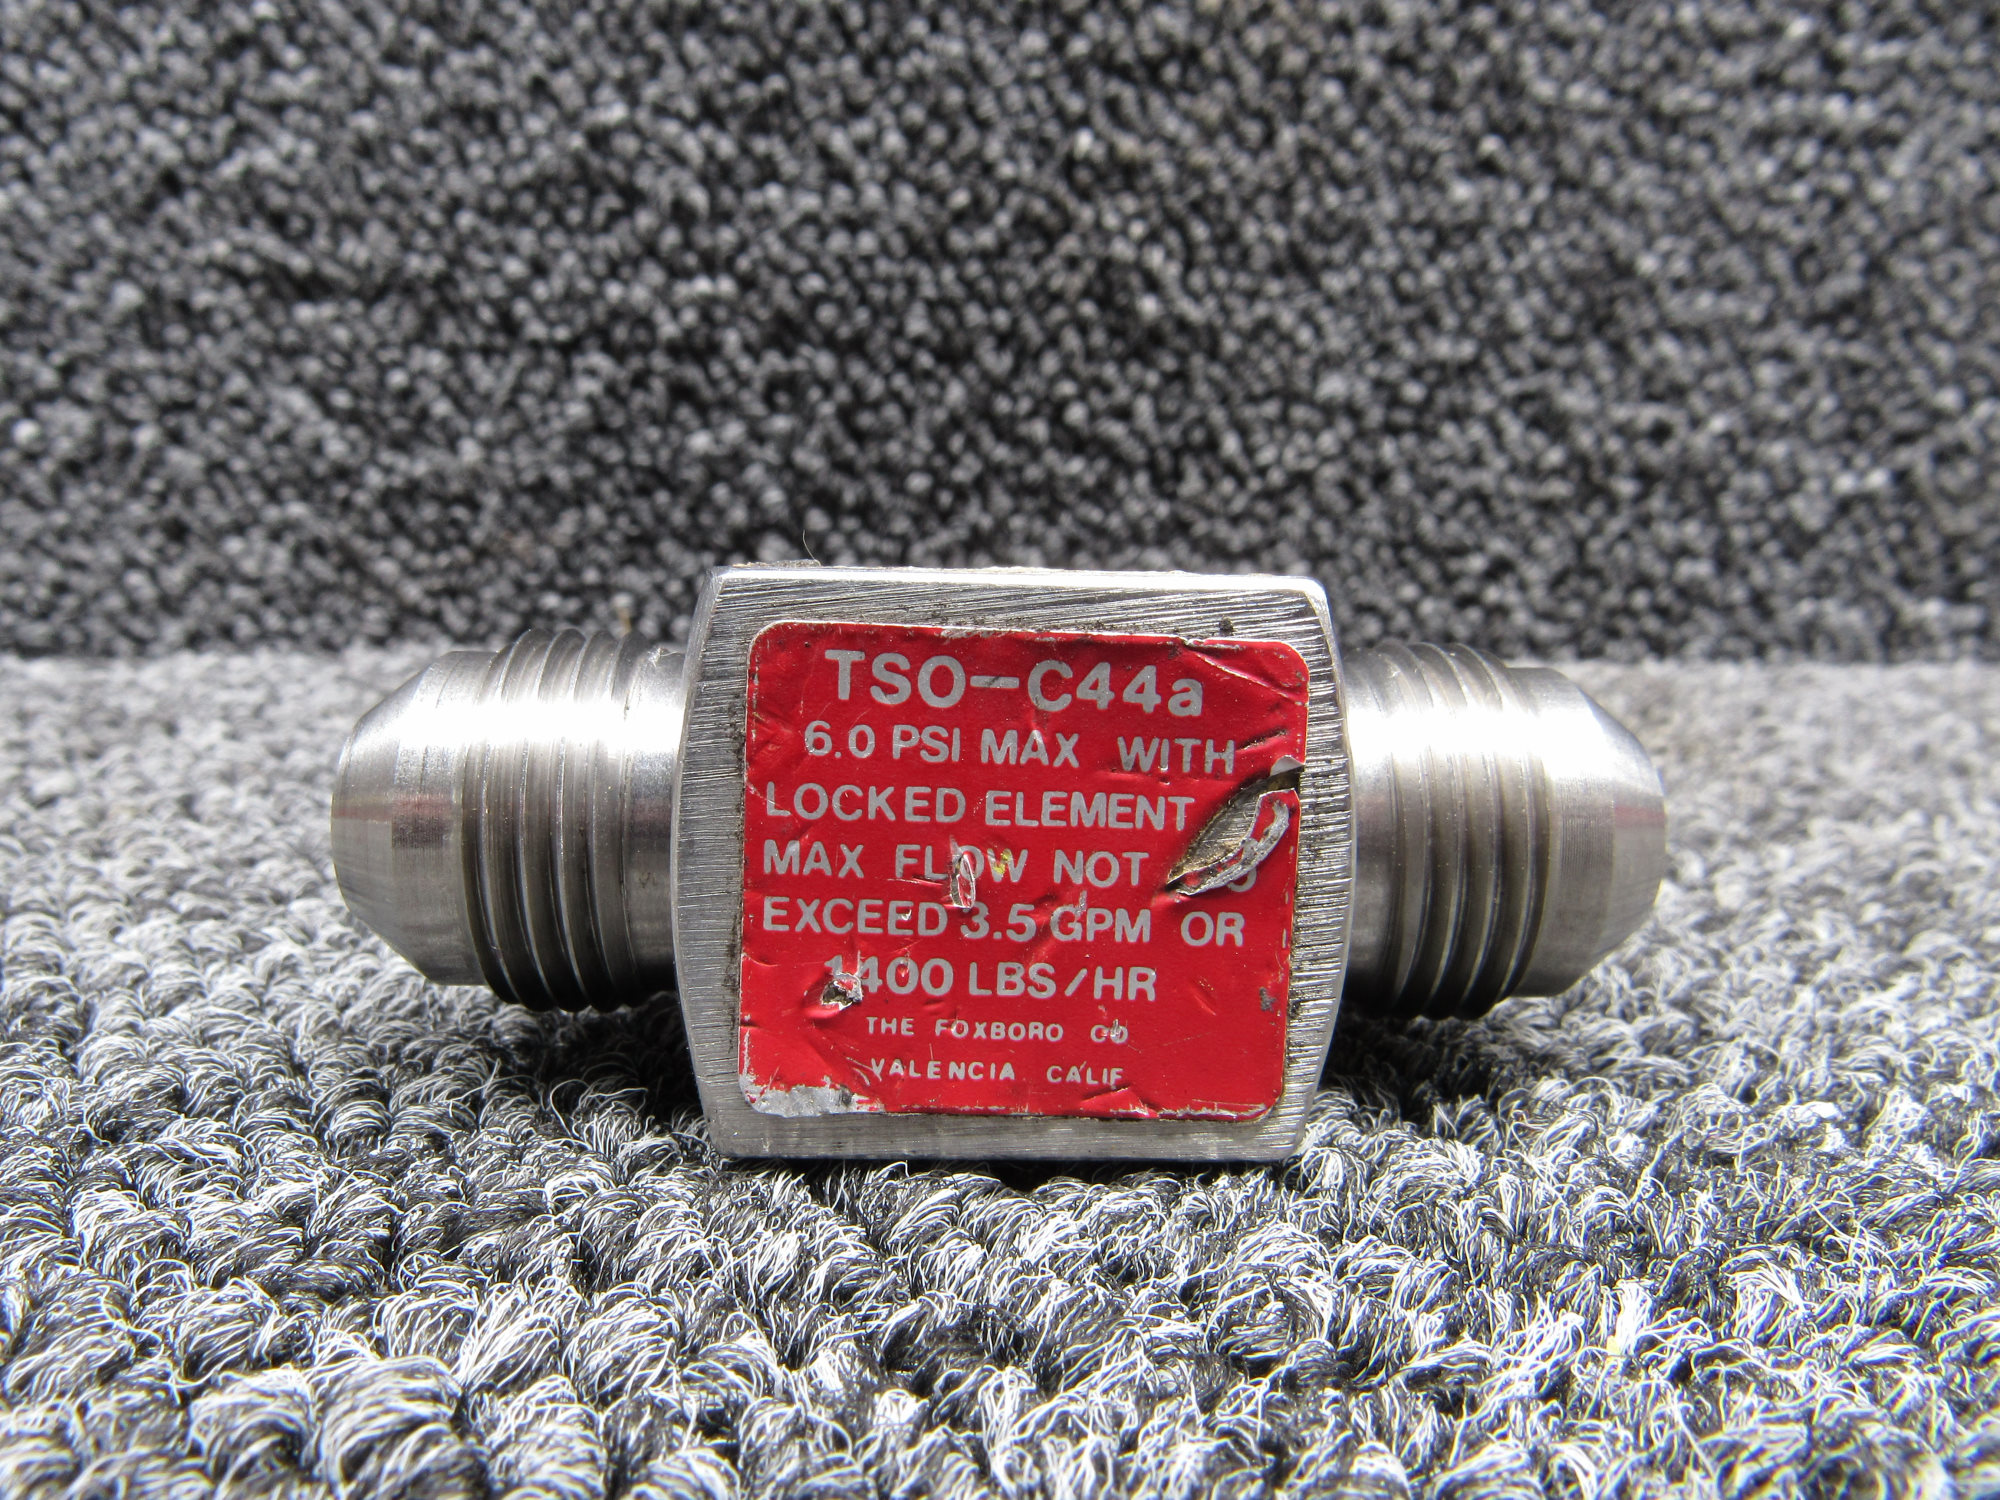 TSO-C44a
6.0 PSI MAX WITH
LOCKED ELEMENT
MAX FLOW NOT
EXCEED 3.5 GPM OR
1400 LBS/HR
THE FOXBORO CO
VALENCIA CALIF